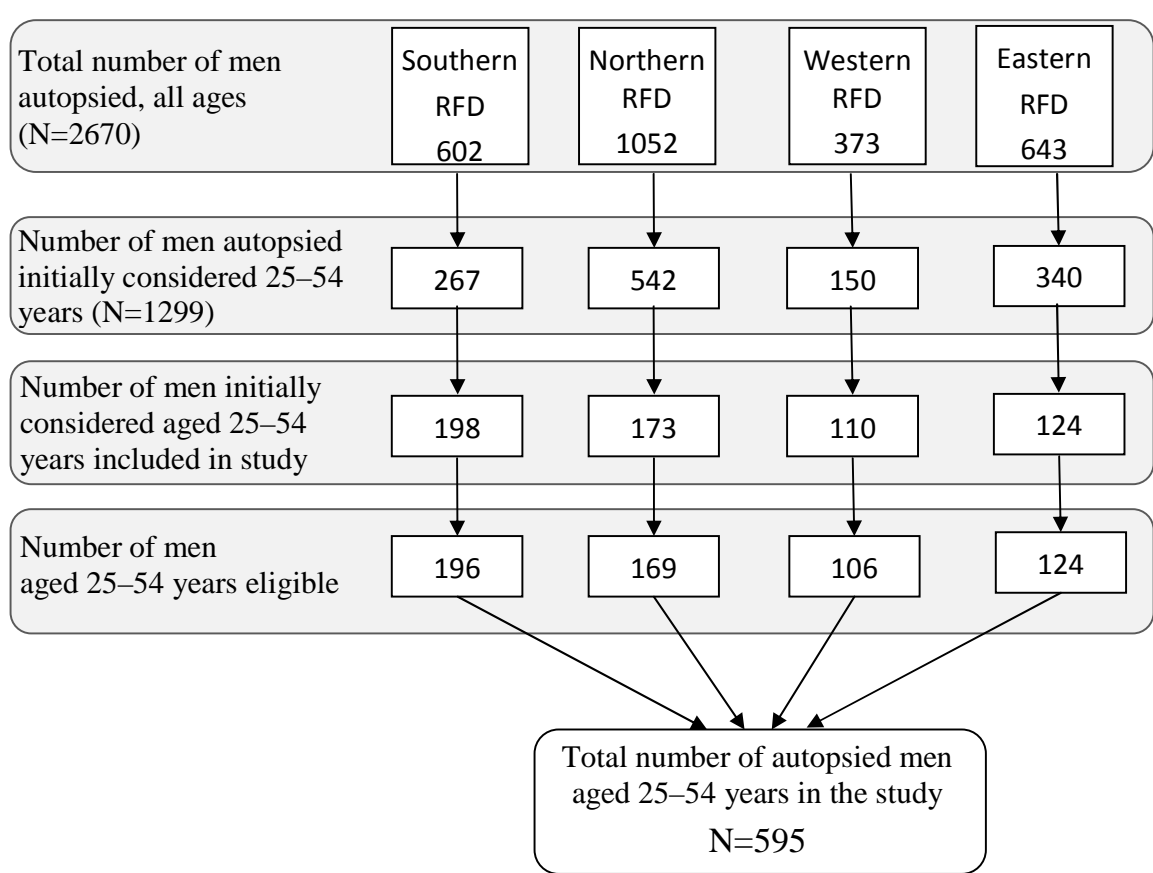 Total number of men
autopsied, all ages
(N=2670)
Southern
RFD
602
Northern
RFD
1052
Western
RFD
373
Eastern
RFD
643
Number of men autopsied
initially considered 25–54
years (N=1299)
267
542
150
340
Number of men initially
considered aged 25–54
years included in study
198
173
110
124
Number of men
aged 25–54 years eligible
196
169
106
124
Total number of autopsied men
aged 25–54 years in the study
N=595